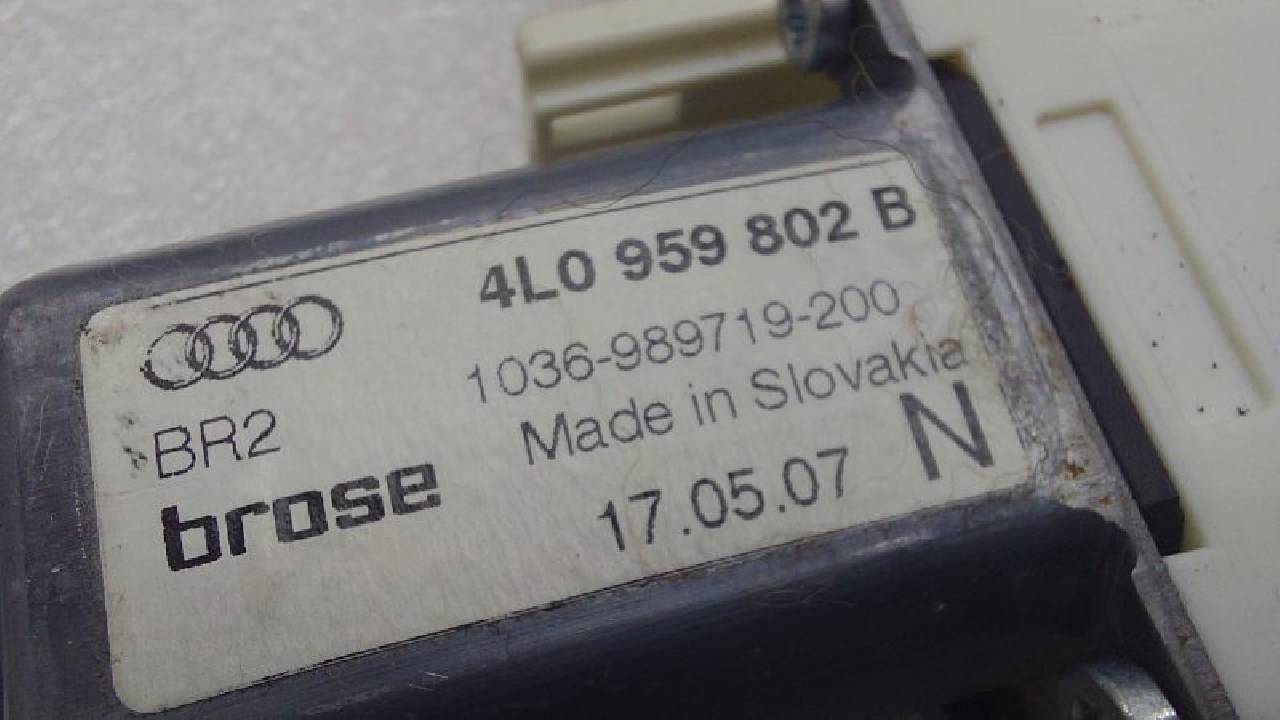 4L0 959 802 B
1036-989719-200
Made in Slovakia
17.05.07 N
BR2
brose